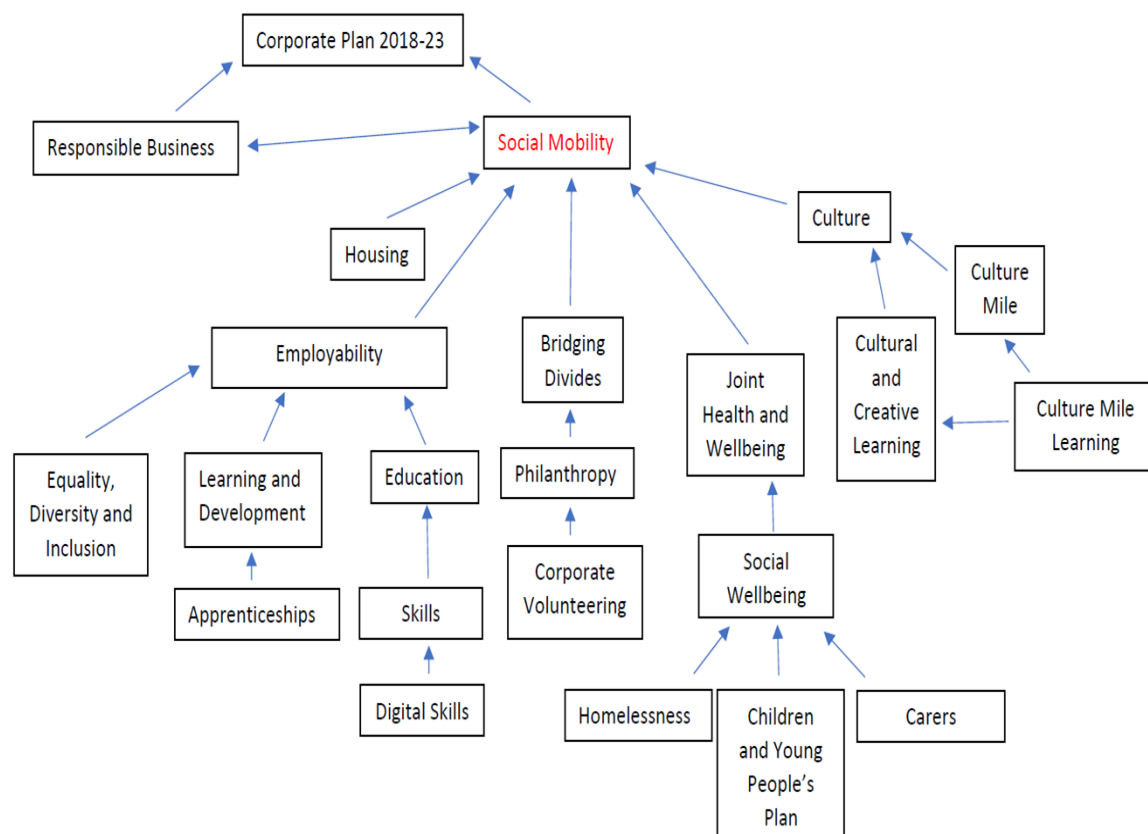 Corporate Plan 2018-23
Responsible Business
Social Mobility
Culture
Housing
Culture
Mile
Employability
Bridging
Divides
Joint
Health and
Wellbeing
Cultural
and
Creative
Learning
Culture Mile
Learning
Equality,
Diversity and
Inclusion
Learning and
Development
Education
Philanthropy
Apprenticeships
Skills
Corporate
Volunteering
Social
Wellbeing
Digital Skills
Homelessness
Children
and Young
People’s
Plan
Carers